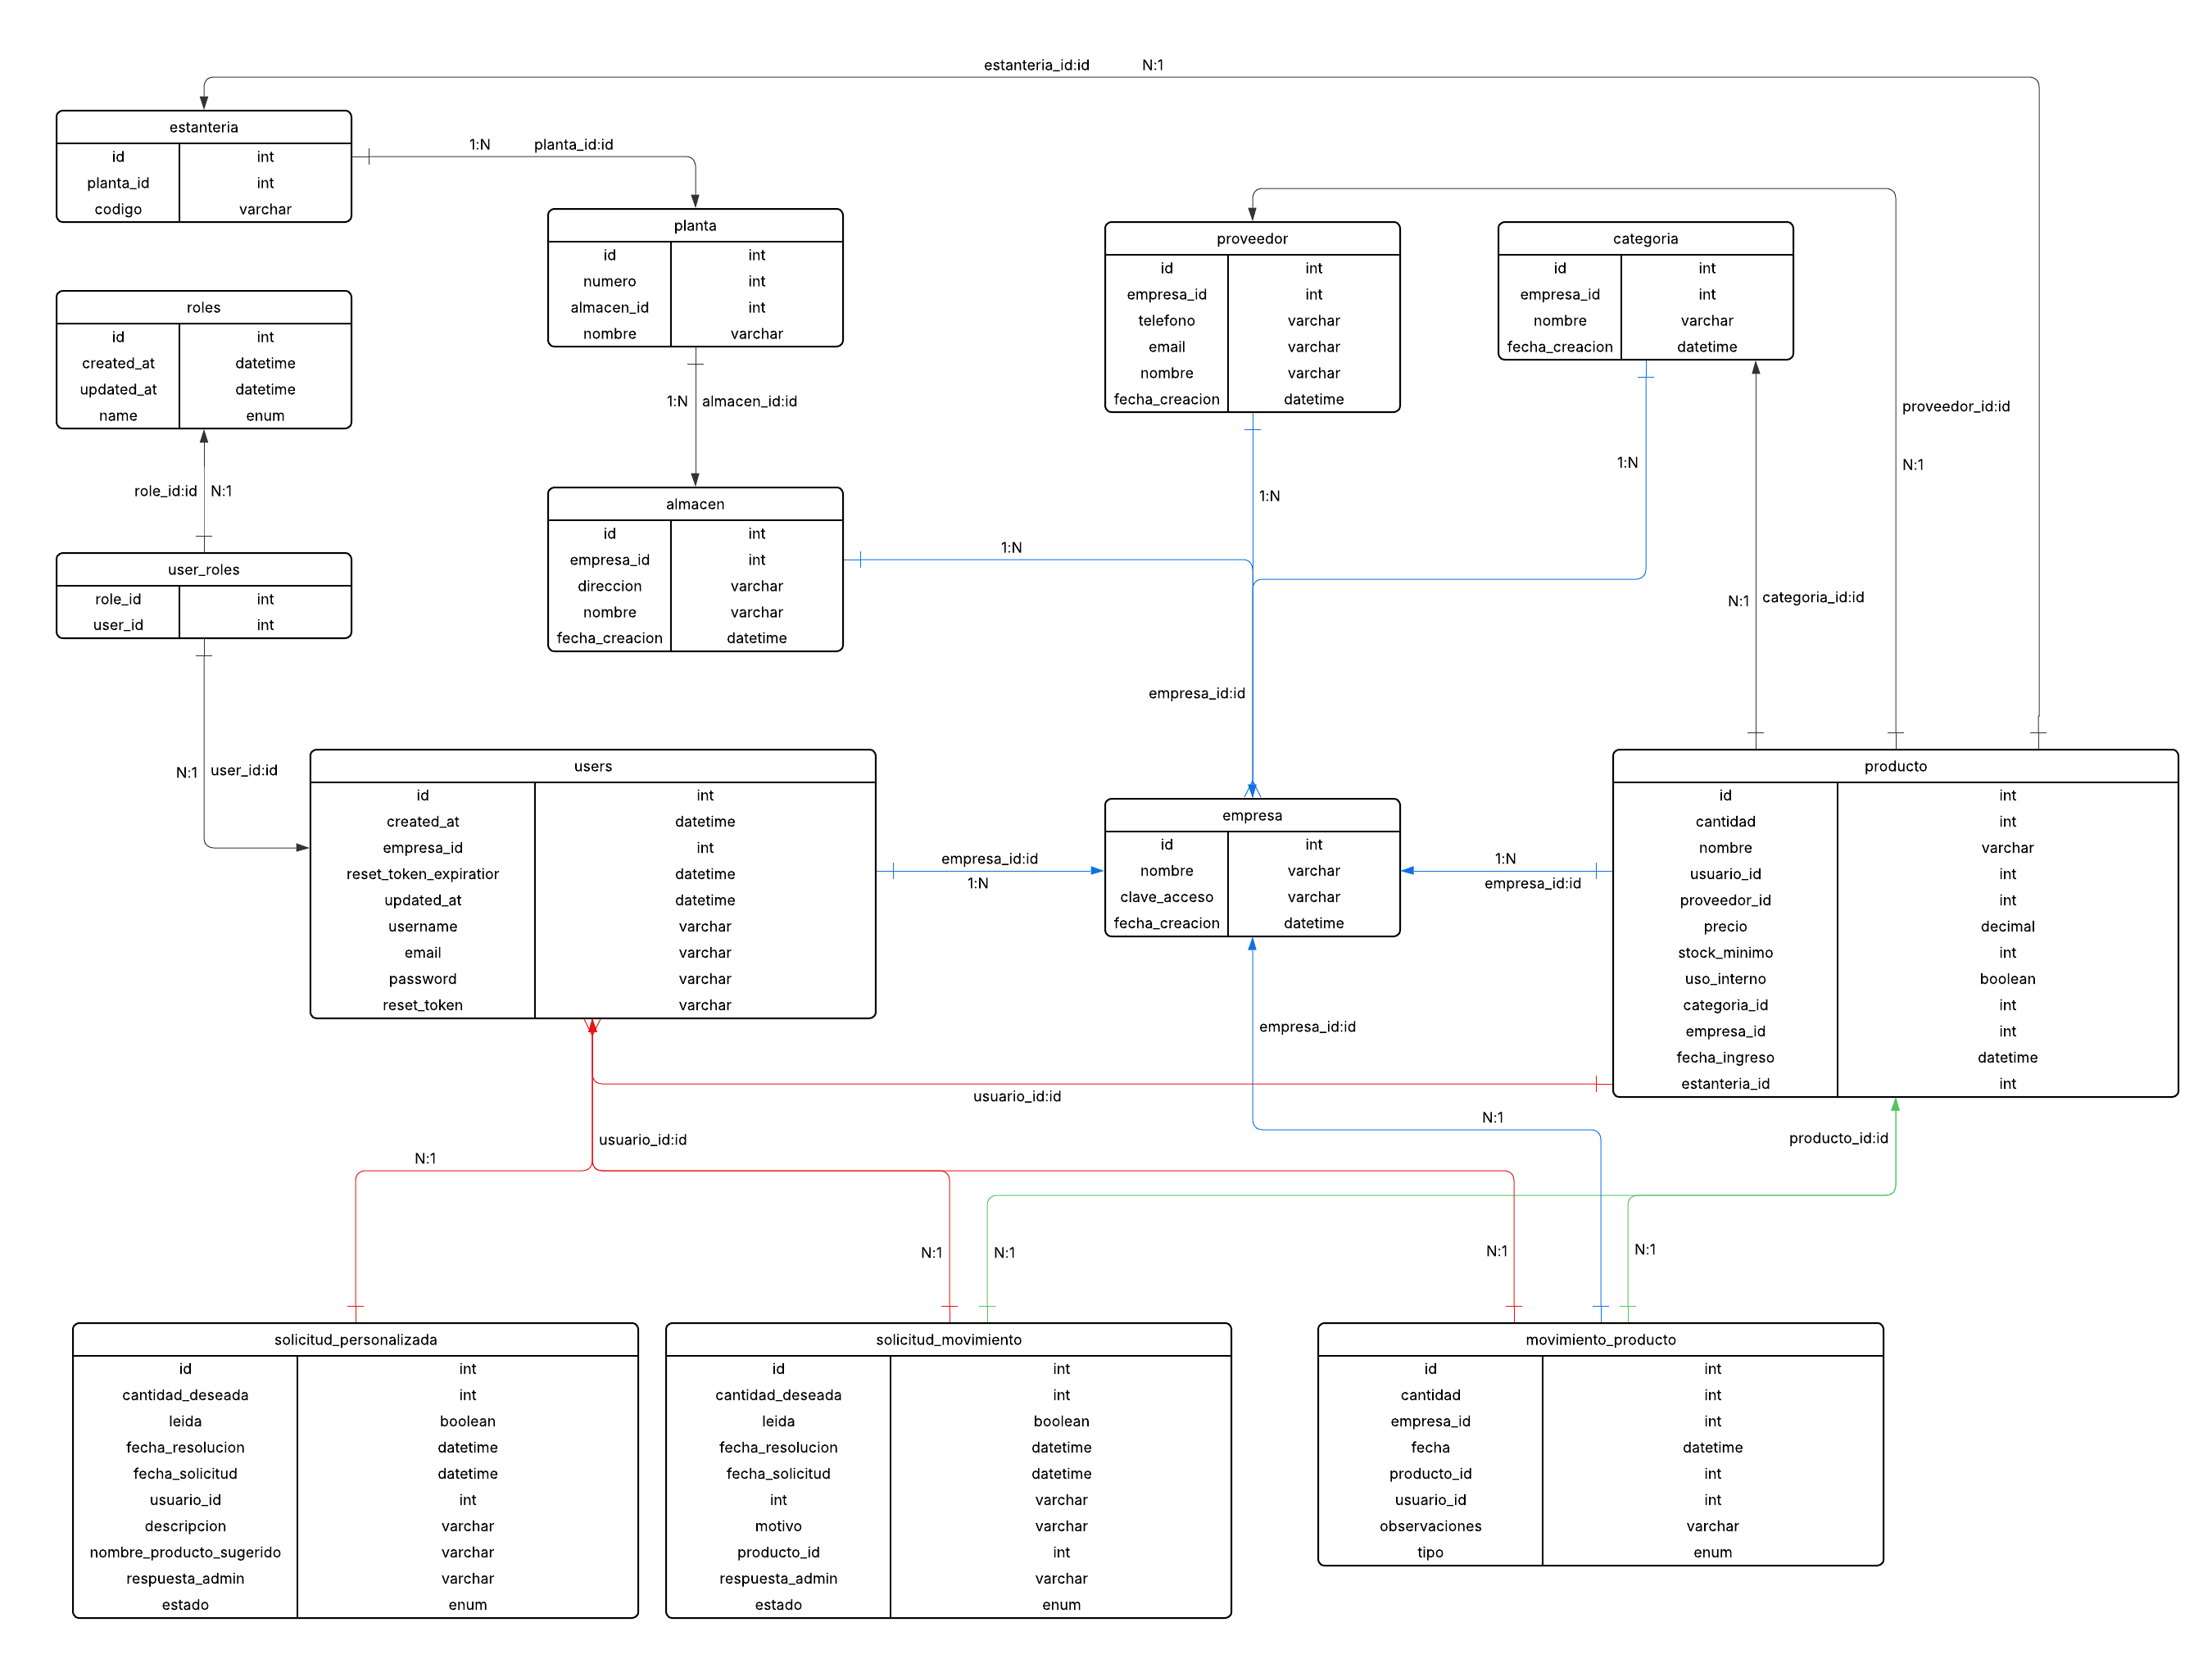 estanteria_id:id N:1
estanteria
id int
planta_id int
codigo varchar
1:N planta_id:id
planta
id int
numero int
almacen_id int
nombre varchar
proveedor
id int
empresa_id int
telefono varchar
email varchar
nombre varchar
fecha_creacion datetime
categoria
id int
empresa_id int
nombre varchar
fecha_creacion datetime
roles
id int
created_at datetime
updated_at datetime
name enum
1:N almacen_id:id
proveedor_id:id
N:1
1:N
1:N
role_id:id N:1
almacen
id int
empresa_id int
direccion varchar
nombre varchar
fecha_creacion datetime
1:N
user_roles
role_id int
user_id int
N:1 categoria_id:id
empresa_id:id
N:1 user_id:id
users
id int
created_at datetime
empresa_id int
reset_token_expiratior datetime
updated_at datetime
username varchar
email varchar
password varchar
reset_token varchar
empresa_id:id
1:N
empresa
id int
nombre varchar
clave_acceso varchar
fecha_creacion datetime
1:N
empresa_id:id
producto
id int
cantidad int
nombre varchar
usuario_id int
proveedor_id int
precio decimal
stock_minimo int
uso_interno boolean
categoria_id int
empresa_id int
fecha_ingreso datetime
estanteria_id int
empresa_id:id
usuario_id:id
N:1
usuario_id:id
producto_id:id
N:1
N:1
N:1
N:1
N:1
solicitud_personalizada
id int
cantidad_deseada int
leida boolean
fecha_resolucion datetime
fecha_solicitud datetime
usuario_id int
descripcion varchar
nombre_producto_sugerido varchar
respuesta_admin varchar
estado enum
solicitud_movimiento
id int
cantidad_deseada int
leida boolean
fecha_resolucion datetime
fecha_solicitud datetime
int varchar
motivo varchar
producto_id int
respuesta_admin varchar
estado enum
movimiento_producto
id int
cantidad int
empresa_id int
fecha datetime
producto_id int
usuario_id int
observaciones varchar
tipo enum